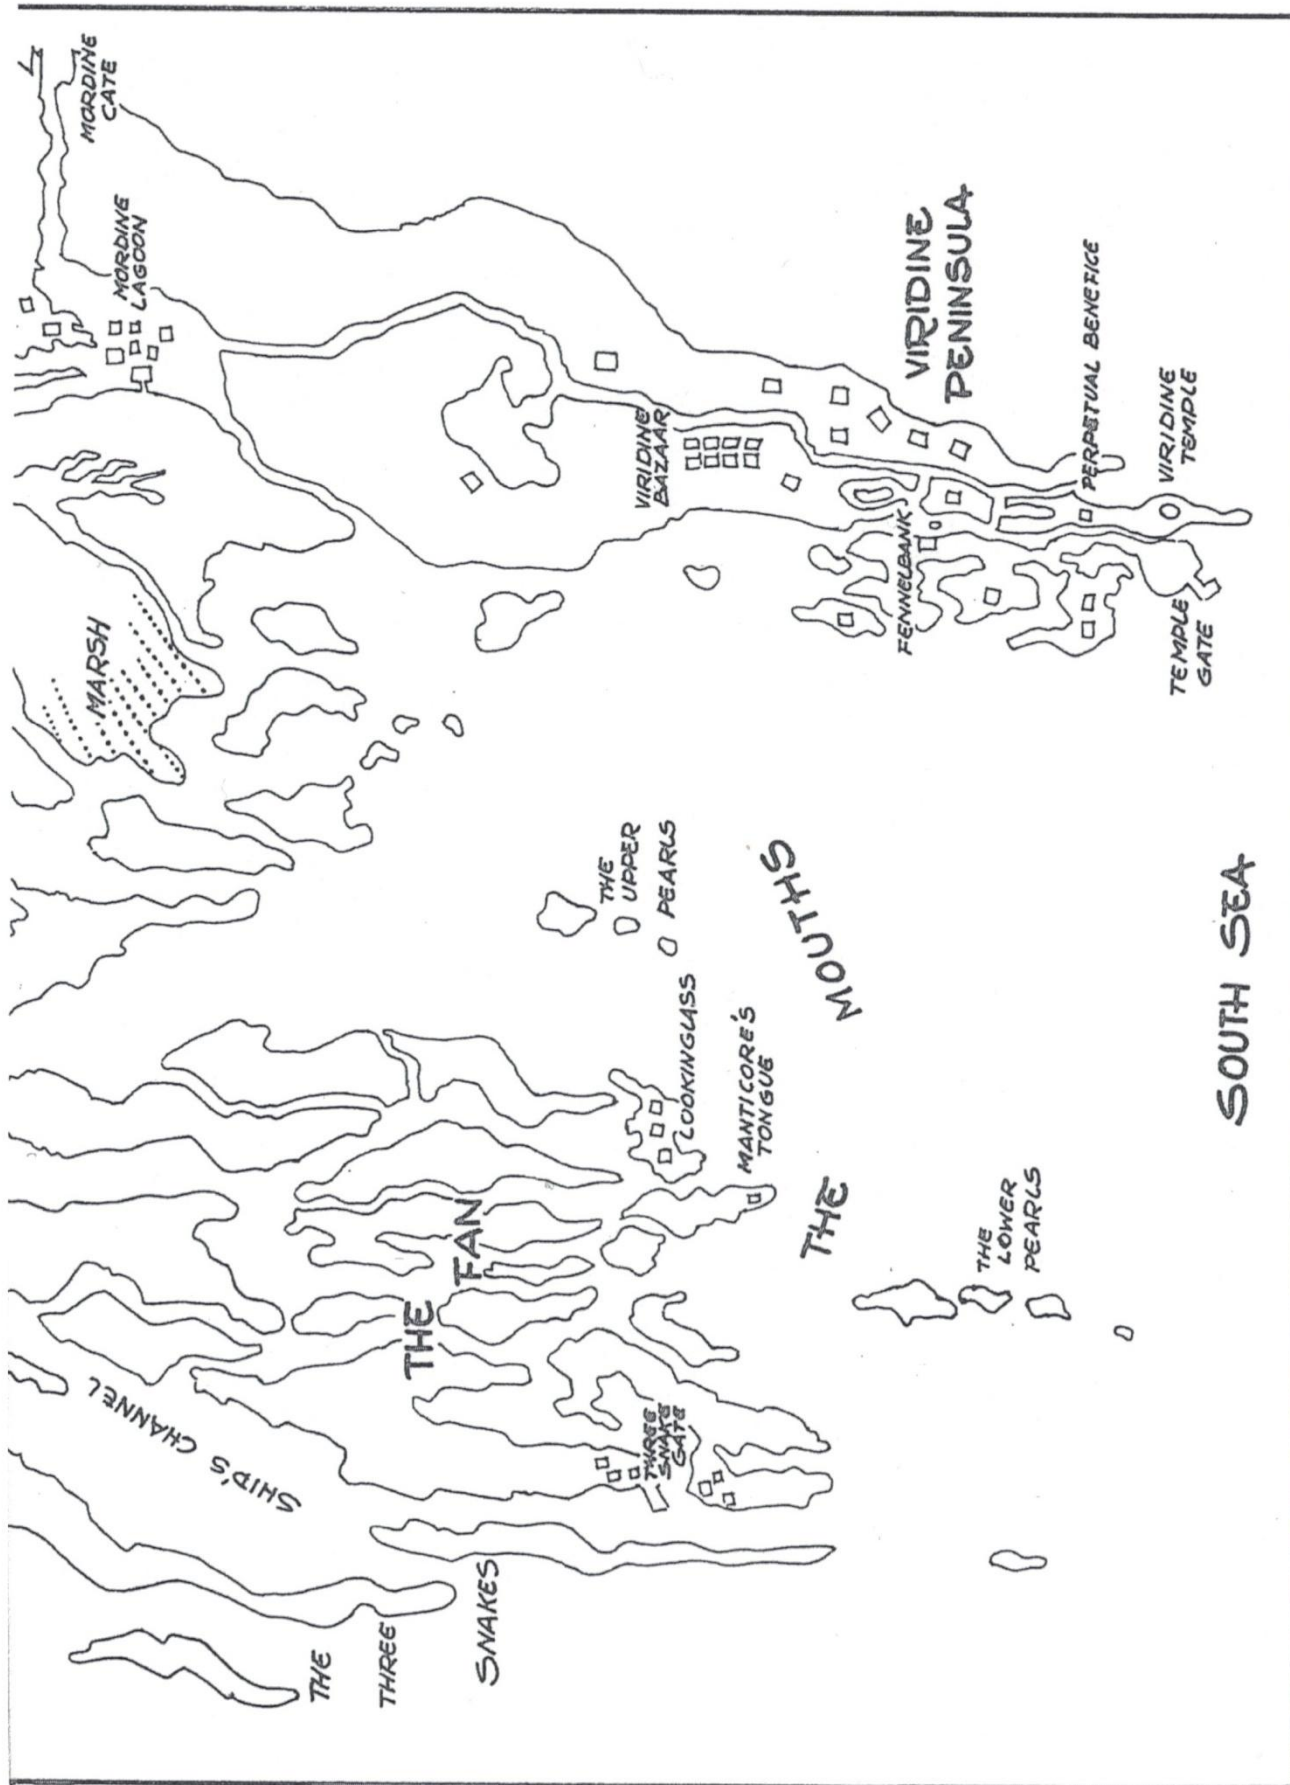 MORDINE
CATE
MORDINE
LAGOON
MARSH
SHIP'S CHANNEL
THE
THREE
SNAKES
THE
FAN
THREE
SNAKE
GATE
LOOKINGLASS
MANTICORE'S
TONGUE
THE
UPPER
PEARLS
VIRIDINE
BAZAAR
THE
MOUTHS
FENNELBANK
VIRIDINE
PENINSULA
THE
LOWER
PEARLS
PERPETUAL BENEFICE
TEMPLE
GATE
VIRIDINE
TEMPLE
SOUTH SEA